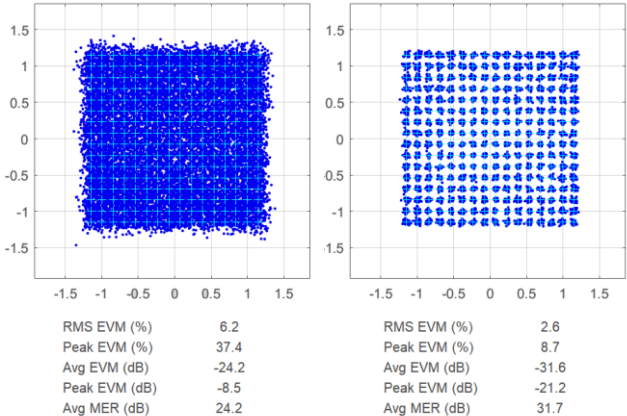 1.5 1.5
1 1
0.5 0.5
0 0
-0.5 -0.5
-1 -1
-1.5 1.5
-1.5 -1 -0.5 0 0.5 1 1.5 -1.5 -1 -0.5 0 0.5 1 1.5
RMS EVM (%) 6.2 RMS EVM (%) 2.6
Peak EVM (%) 37.4 Peak EVM (%) 8.7
Avg EVM (dB) -24.2 Avg EVM (dB) -31.6
Peak EVM (dB) -8.5 Peak EVM (dB) -21.2
Avg MER (dB) 24.2 Avg MER (dB) 31.7